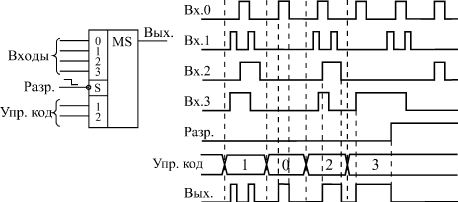 Входы
Разр.
Упр. код
0
1
2
3
S
1
2
MS
Вых.
Вх.0
Вх.1
Вх.2
Вх.3
Разр.
Упр. код 1 0 2 3
Вых.